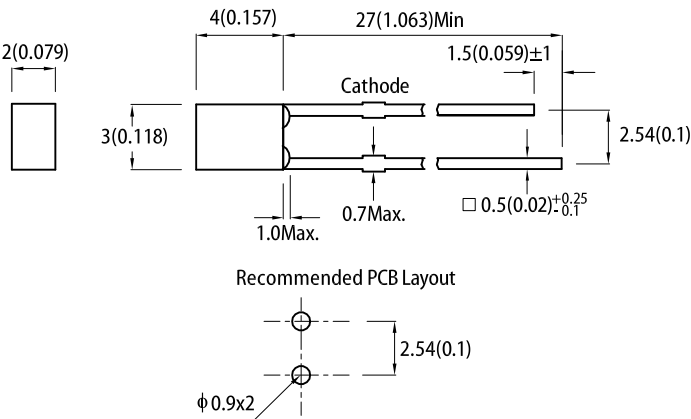 4(0.157)
27(1.063)Min
2(0.079)
1.5(0.059)±1
Cathode
3(0.118)
2.54(0.1)
0.7Max.
□ 0.5(0.02)+0.25
-0.1
1.0Max.
Recommended PCB Layout
2.54(0.1)
ϕ0.9x2